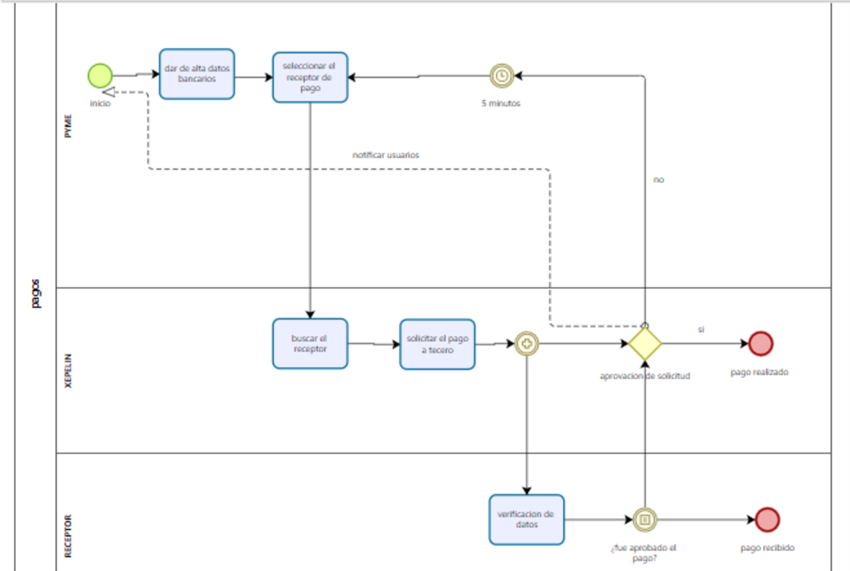 pagos
PYME
inicio
dar de alta datos
bancarios
seleccionar el
receptor de
pago
5 minutos
notificar usuarios
no
XEPELIN
buscar el
receptor
solicitar el pago
a tecero
aprovacion de solicitud
si
pago realizado
RECEPTOR
verificacion de
datos
¿fue aprobado el
pago?
pago recibido